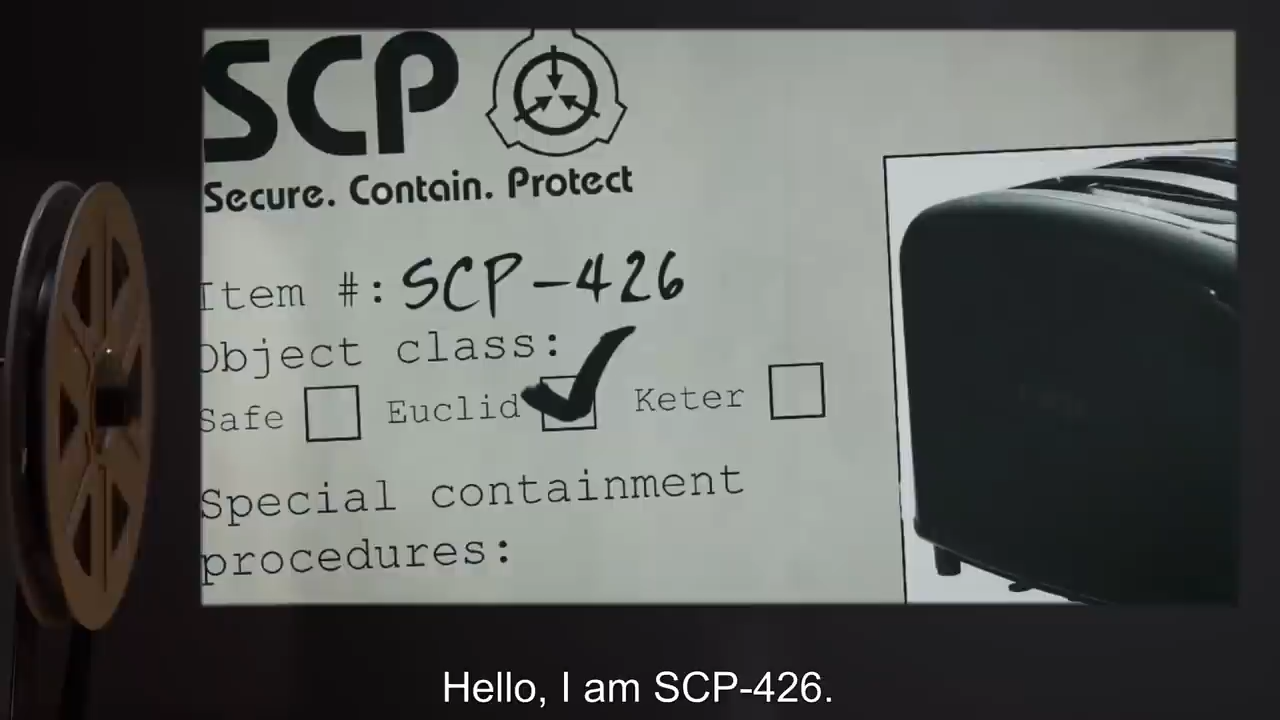 SCP
Secure. Contain. Protect
Item #: SCP-426
Object class:
Safe Euclid Keter
Special containment
procedures:
Hello, I am SCP-426.